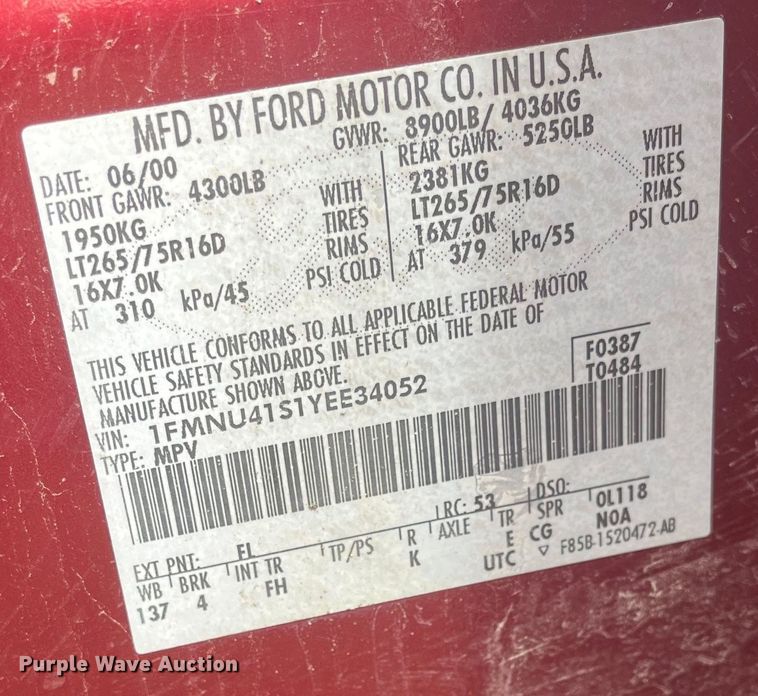 MFD. BY FORD MOTOR CO. IN U.S.A.
DATE: 06/00 GVWR: 8900LB/ 4036KG
FRONT GAWR: 4300LB REAR GAWR: 5250LB
1950KG WITH 2381KG WITH
LT265/75R16D TIRES LT265/75R16D TIRES
16X7.0K RIMS 16X7.0K RIMS
AT 310 kPa/45 PSI COLD AT 379 kPa/55 PSI COLD
THIS VEHICLE CONFORMS TO ALL APPLICABLE FEDERAL MOTOR
VEHICLE SAFETY STANDARDS IN EFFECT ON THE DATE OF
MANUFACTURE SHOWN ABOVE.
F0387
T0484
VIN: 1FMNU41S1YEE34052
TYPE: MPV
EXT PNT: FL RC: 53 DSO:
WB BRK INT TR TP/PS R AXLE TR SPR 0L118
137 4 FH K E CG N0A
UTC ▽ F85B-1520472-AB
Purple Wave Auction